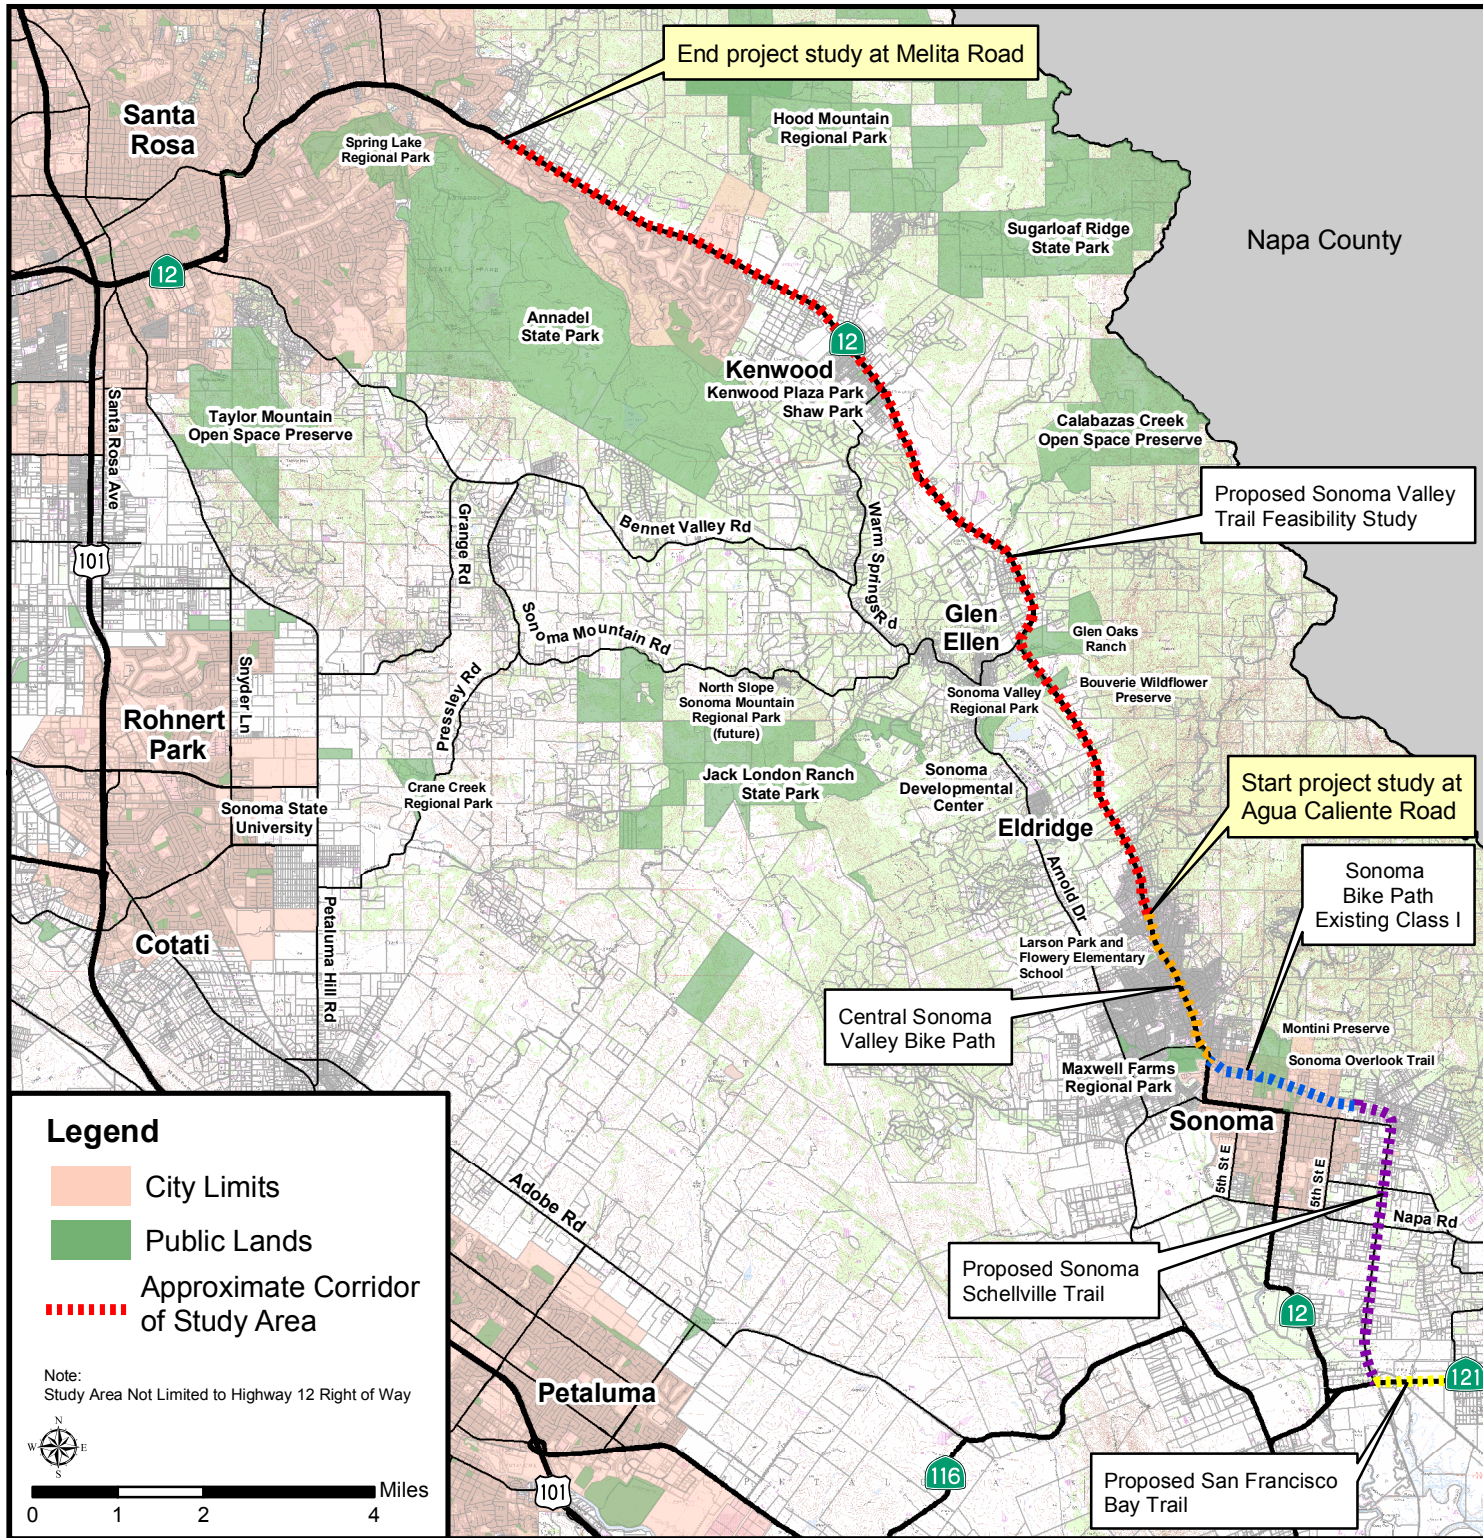 End project study at Melita Road
Santa
Rosa
Spring Lake
Regional Park
Hood Mountain
Regional Park
Sugarloaf Ridge
State Park
Napa County
12
Annadel
State Park
12
Kenwood
Kenwood Plaza Park
Shaw Park
Santa Rosa Ave
Taylor Mountain
Open Space Preserve
Calabazas Creek
Open Space Preserve
Proposed Sonoma Valley
Trail Feasibility Study
101
Grange Rd
Bennet Valley Rd
Warm Springs Rd
Sonoma Mountain Rd
Glen
Ellen
Glen Oaks
Ranch
Snyder Ln
Pressley Rd
North Slope
Sonoma Mountain
Regional Park
(future)
Sonoma Valley
Regional Park
Bouverie Wildflower
Preserve
Rohnert
Park
Crane Creek
Regional Park
Jack London Ranch
State Park
Sonoma
Developmental
Center
Start project study at
Agua Caliente Road
Sonoma State
University
Eldridge
Arnold Dr
Sonoma
Bike Path
Existing Class I
Petaluma Hill Rd
Cotati
Larson Park and
Flowery Elementary
School
Central Sonoma
Valley Bike Path
Montini Preserve
Sonoma Overlook Trail
Maxwell Farms
Regional Park
Sonoma
5th St E
5th St E
Napa Rd
Adobe Rd
Proposed Sonoma
Schellville Trail
12
121
Petaluma
116
101
Proposed San Francisco
Bay Trail
Legend
City Limits
Public Lands
Approximate Corridor
of Study Area
Note:
Study Area Not Limited to Highway 12 Right of Way
N
W E
S
0 1 2 4 Miles